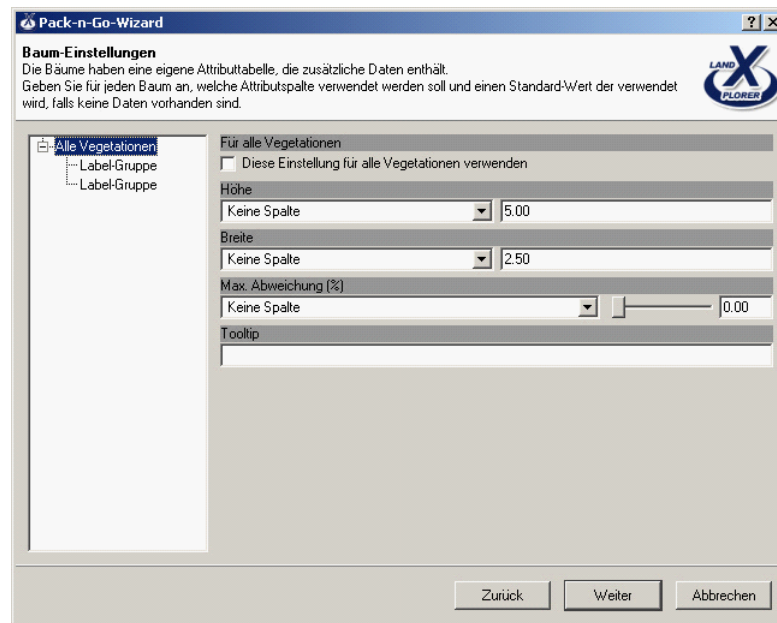 Pack-n-Go-Wizard
Baum-Einstellungen
Die Bäume haben eine eigene Attributtabelle, die zusätzliche Daten enthält.
Geben Sie für jeden Baum an, welche Attributspalte verwendet werden soll und einen Standard-Wert der verwendet
wird, falls keine Daten vorhanden sind.
LAND
X
PLORER
Alle Vegetationen
Label-Gruppe
Label-Gruppe
Für alle Vegetationen
Diese Einstellung für alle Vegetationen verwenden
Höhe
Keine Spalte 5.00
Breite
Keine Spalte 2.50
Max. Abweichung (%)
Keine Spalte 0.00
Tooltip
Zurück Weiter Abbrechen